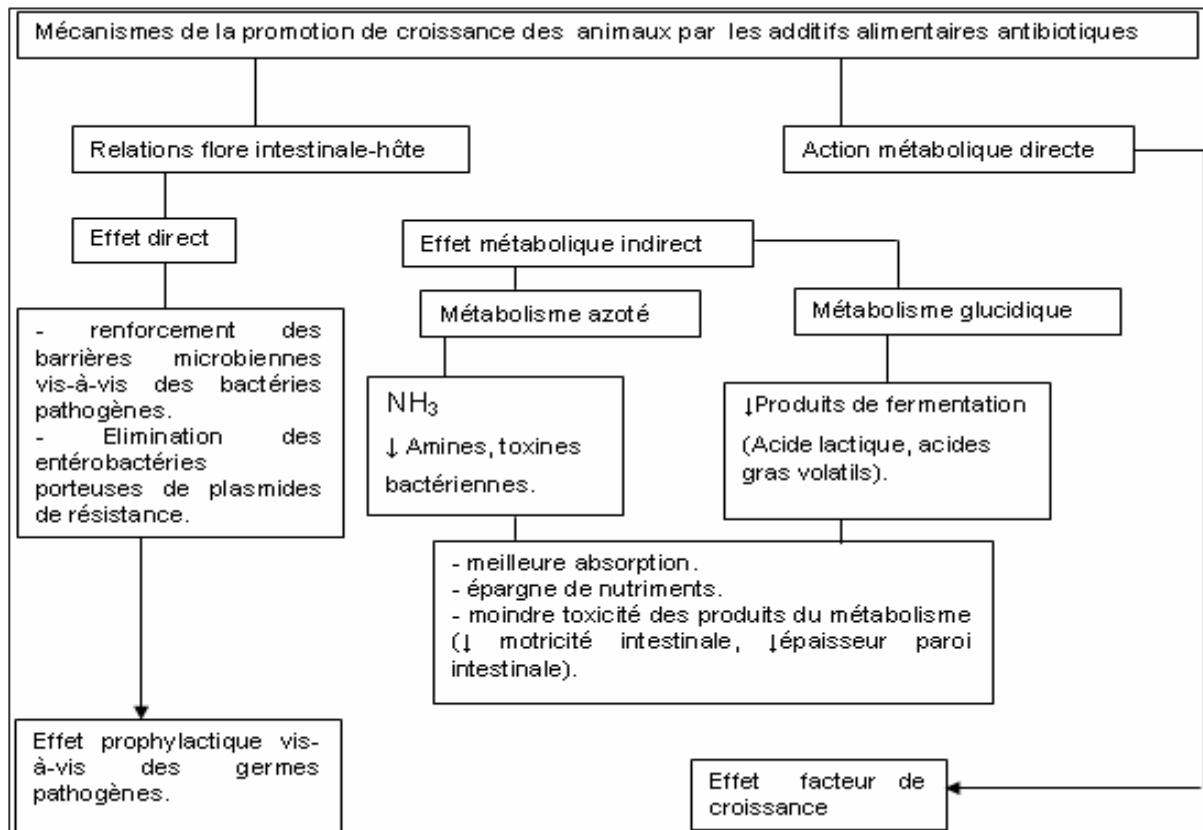 Mécanismes de la promotion de croissance des animaux par les additifs alimentaires antibiotiques
Relations flore intestinale-hôte
Action métabolique directe
Effet direct
Effet métabolique indirect
Métabolisme azoté
Métabolisme glucidique
- renforcement des
barrières microbiennes
vis-à-vis des bactéries
pathogènes.
- Elimination des
entérobactéries
porteuses de plasmides
de résistance.
NH₃
↓ Amines, toxines
bactériennes.
↓Produits de fermentation
(Acide lactique, acides
gras volatils).
- meilleure absorption.
- épargne de nutriments.
- moindre toxicité des produits du métabolisme
(↓ motricité intestinale, ↓épaisseur paroi
intestinale).
Effet prophylactique vis-
à-vis des germes
pathogènes.
Effet facteur de
croissance